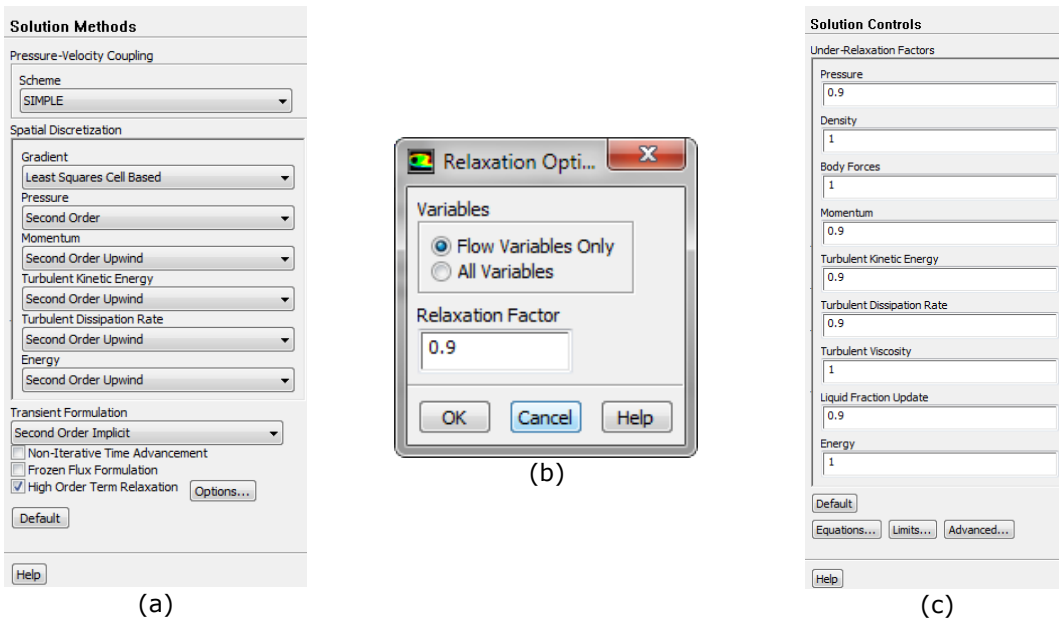 Solution Methods
Pressure-Velocity Coupling
Scheme
SIMPLE
Spatial Discretization
Gradient
Least Squares Cell Based
Pressure
Second Order
Momentum
Second Order Upwind
Turbulent Kinetic Energy
Second Order Upwind
Turbulent Dissipation Rate
Second Order Upwind
Energy
Second Order Upwind
Transient Formulation
Second Order Implicit
Non-Iterative Time Advancement
Frozen Flux Formulation
High Order Term Relaxation Options...
Default
Help
(a)
Relaxation Opti...
Variables
Flow Variables Only
All Variables
Relaxation Factor
0.9
OK Cancel Help
(b)
Solution Controls
Under-Relaxation Factors
Pressure
0.9
Density
1
Body Forces
1
Momentum
0.9
Turbulent Kinetic Energy
0.9
Turbulent Dissipation Rate
0.9
Turbulent Viscosity
1
Liquid Fraction Update
0.9
Energy
1
Default
Equations... Limits... Advanced...
Help
(c)